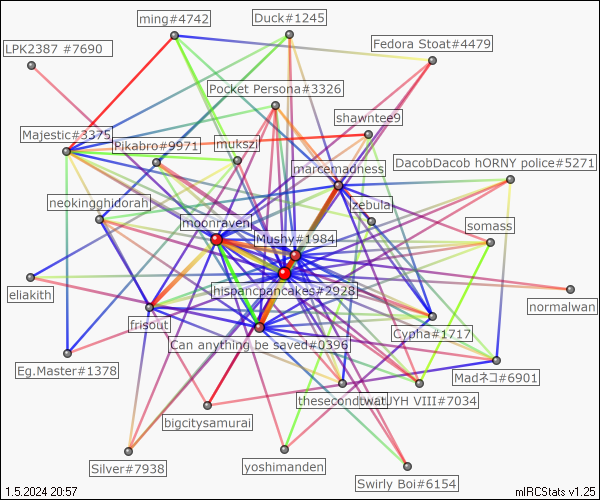 ming#4742
Duck#1245
LPK2387 #7690
Fedora Stoat#4479
Pocket Persona#3326
shawntee9
Majestic#3375
Pikabro#9971
mukszi
marcemadness
DacobDacob hORNY police#5271
neokingghidorah
zebula
moonraven
somass
Mushy#1984
eliakith
hispancpancakes#2928
normalwan
frisout
Cypha#1717
Can anything be saved#0396
Eg.Master#1378
Madネコ#6901
thesecondtwat
JYH VIII#7034
bigcitysamurai
Silver#7938
yoshimanden
Swirly Boi#6154
1.5.2024 20:57
mIRCStats v1.25